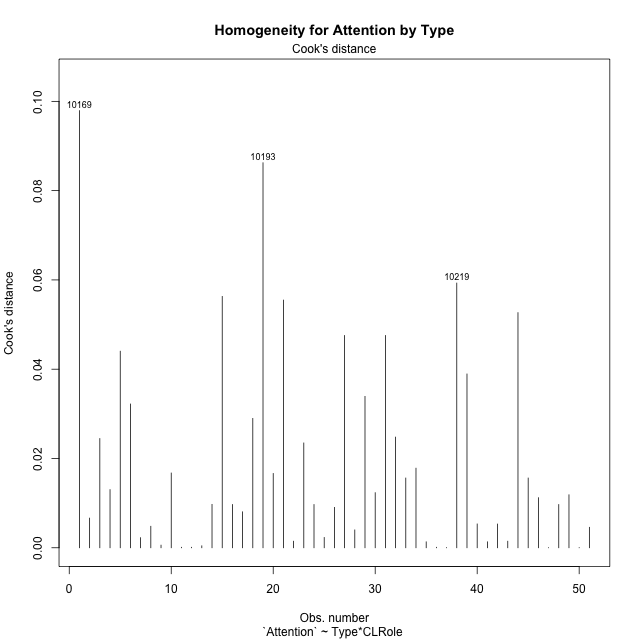 Homogeneity for Attention by Type
Cook's distance
Cook's distance
0.10
0.08
0.06
0.04
0.02
0.00
10169
10193
10219
0 10 20 30 40 50
Obs. number
`Attention` ~ Type*CLRole